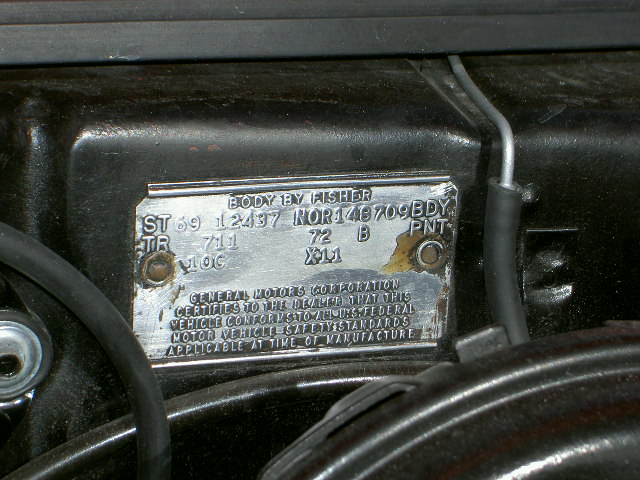 BODY BY FISHER
ST 69 12437 NOR148709 BDY
TR 711 72 B PNT
10C X11
GENERAL MOTORS CORPORATION
CERTIFIES TO THE DEALER THAT THIS
VEHICLE CONFORMS TO ALL U.S. FEDERAL
MOTOR VEHICLE SAFETY STANDARDS
APPLICABLE AT TIME OF MANUFACTURE